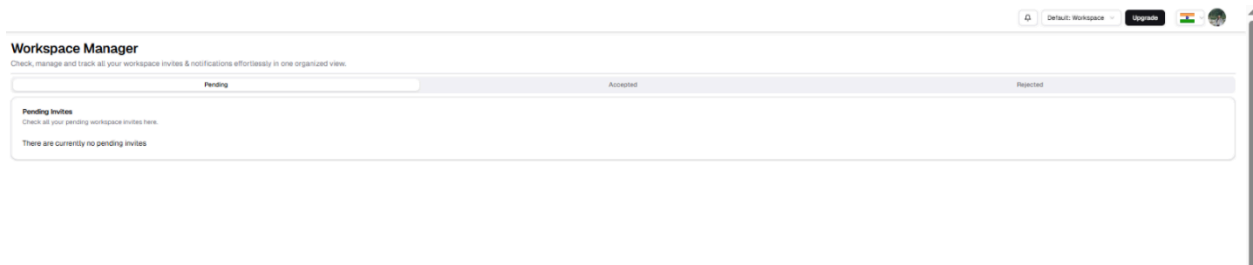 Default: Workspace
Upgrade
Workspace Manager
Check, manage and track all your workspace invites & notifications effortlessly in one organized view.
Pending Accepted Rejected
Pending Invites
Check all your pending workspace invites here.
There are currently no pending invites